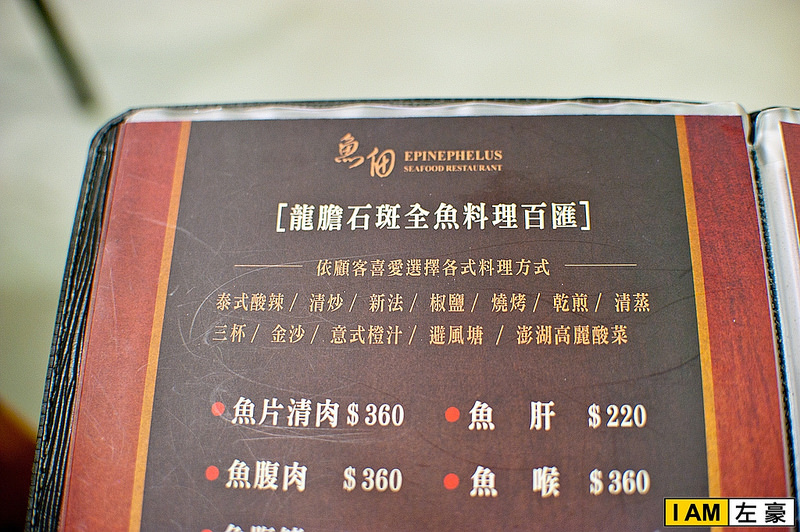 魚佃 EPINEPHELUS
SEAFOOD RESTAURANT
[龍膽石斑全魚料理百匯]
依顧客喜愛選擇各式料理方式
泰式酸辣 / 清炒 / 新法 / 椒鹽 / 燒烤 / 乾煎 / 清蒸
三杯 / 金沙 / 意式橙汁 / 避風塘 / 澎湖高麗酸菜
●魚片清肉 $360 ●魚 肝 $220
●魚腹肉 $360 ●魚 喉 $360
I AM 左豪